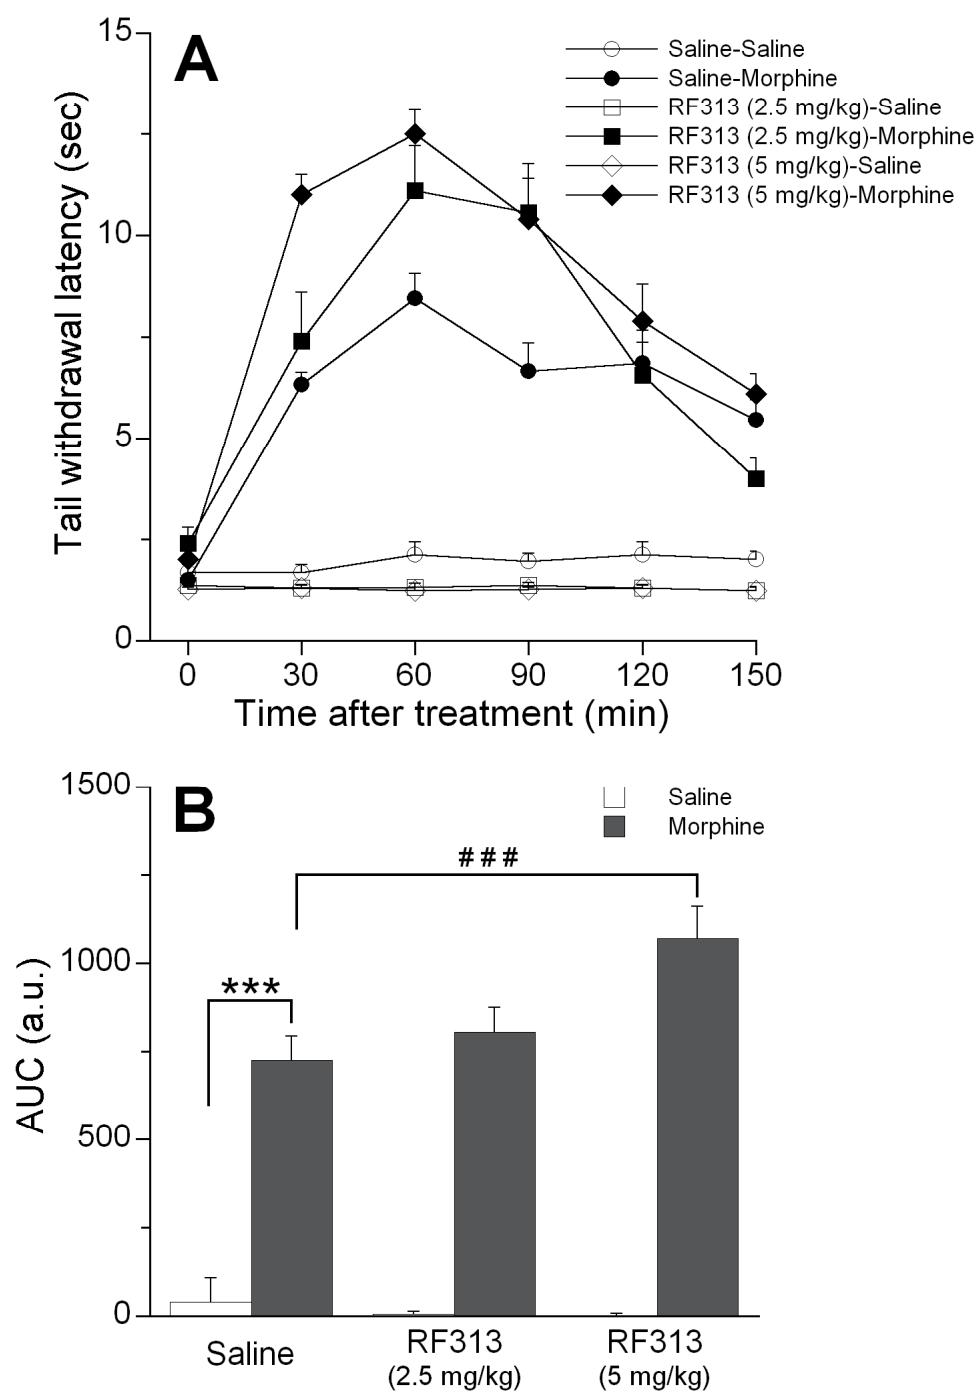 A
Saline-Saline
Saline-Morphine
RF313 (2.5 mg/kg)-Saline
RF313 (2.5 mg/kg)-Morphine
RF313 (5 mg/kg)-Saline
RF313 (5 mg/kg)-Morphine
Tail withdrawal latency (sec)
15
10
5
0
0 30 60 90 120 150
Time after treatment (min)
B
Saline
Morphine
AUC (a.u.)
1500
1000
500
0
###
***
Saline
RF313
(2.5 mg/kg)
RF313
(5 mg/kg)